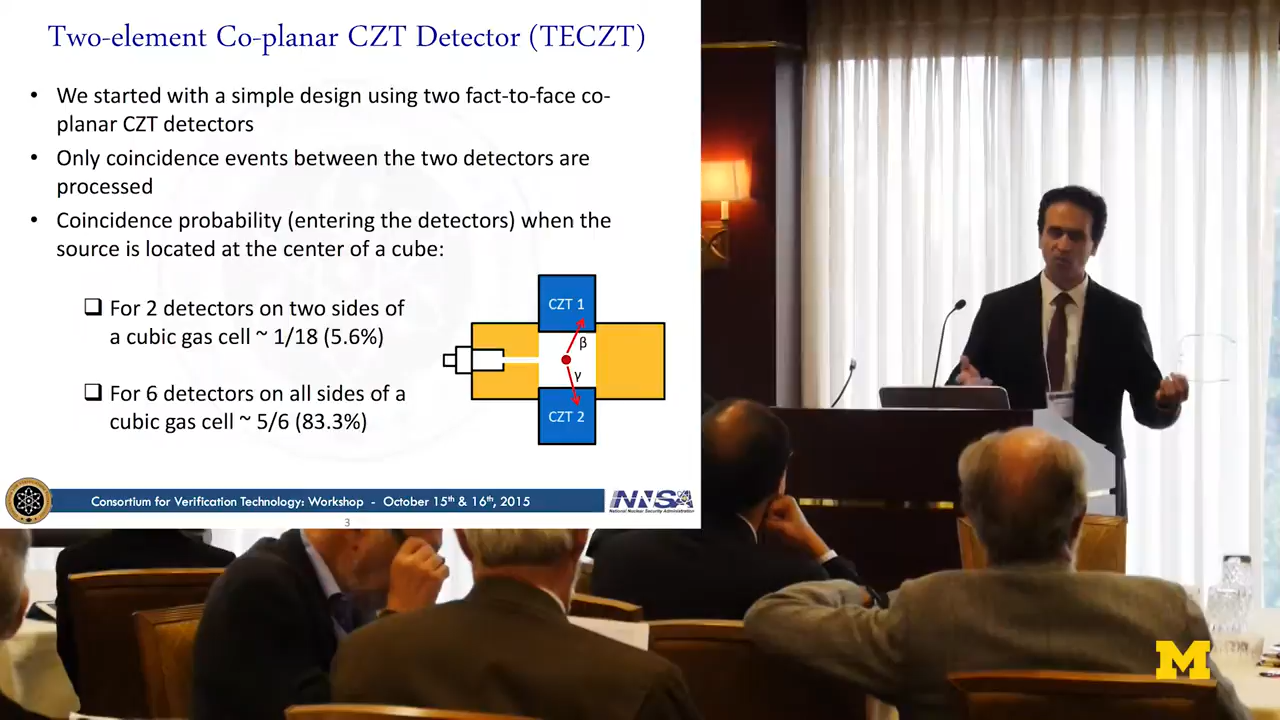 Two-element Co-planar CZT Detector (TECZT)
• We started with a simple design using two fact-to-face co-
planar CZT detectors
• Only coincidence events between the two detectors are
processed
• Coincidence probability (entering the detectors) when the
source is located at the center of a cube:
❑ For 2 detectors on two sides of
a cubic gas cell ~ 1/18 (5.6%)
❑ For 6 detectors on all sides of a
cubic gas cell ~ 5/6 (83.3%)
CZT 1
β
γ
CZT 2
Consortium for Verification Technology: Workshop - October 15th & 16th, 2015
NNSA
National Nuclear Security Administration
3
M